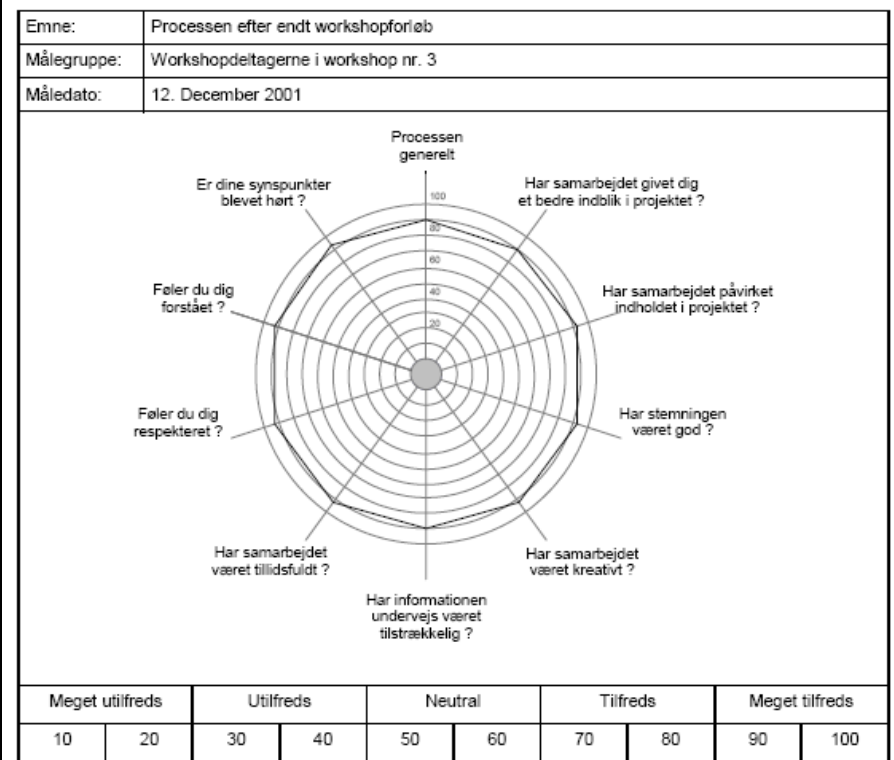 Emne: Processen efter endt workshopforløb
Målegruppe: Workshopdeltagerne i workshop nr. 3
Måledato: 12. December 2001
Processen
generelt
Er dine synspunkter
blevet hørt ?
Har samarbejdet givet dig
et bedre indblik i projektet ?
100
80
60
40
20
Føler du dig
forstået ?
Har samarbejdet påvirket
indholdet i projektet ?
Føler du dig
respekteret ?
Har stemningen
været god ?
Har samarbejdet
været tillidsfuldt ?
Har samarbejdet
været kreativt ?
Har informationen
undervejs været
tilstrækkelig ?
Meget utilfreds Utilfreds Neutral Tilfreds Meget tilfreds
10 20 30 40 50 60 70 80 90 100